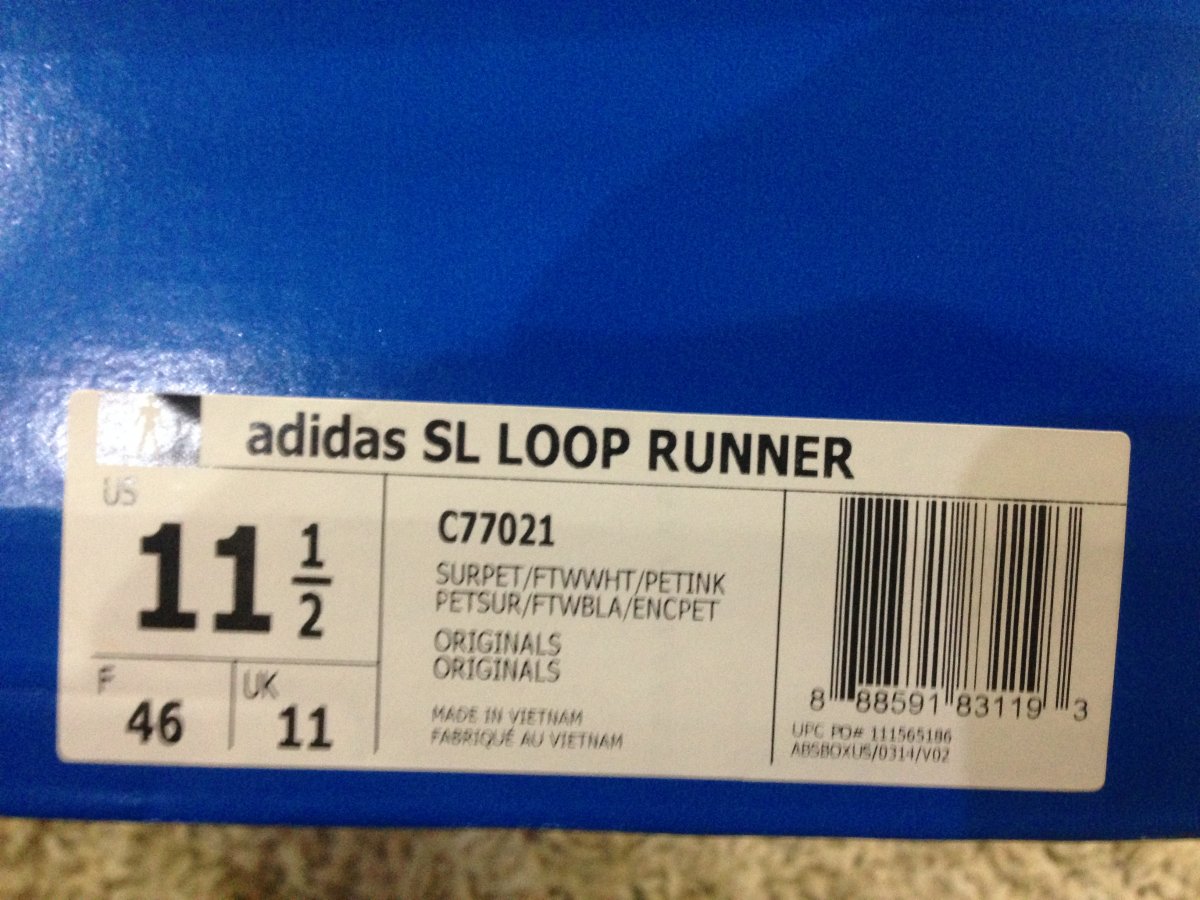 adidas SL LOOP RUNNER
US
11 1/2
F
46
UK
11
C77021
SURPET/FTWWHT/PETINK
PETSUR/FTWBLA/ENCPET
ORIGINALS
ORIGINALS
MADE IN VIETNAM
FABRIQUÉ AU VIETNAM
8 88591 83119 3
UPC PO# 111565186
ABSBOXUS/0314/V02